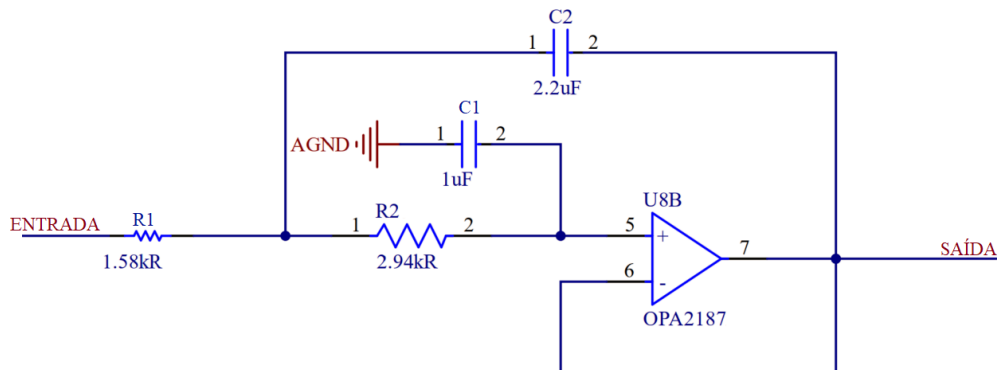 C2
1 2
2.2uF
C1
AGND 1 2
1uF
ENTRADA R1
1.58kR
R2
1 2
2.94kR
U8B
5 +
6 -
7
OPA2187
SAÍDA